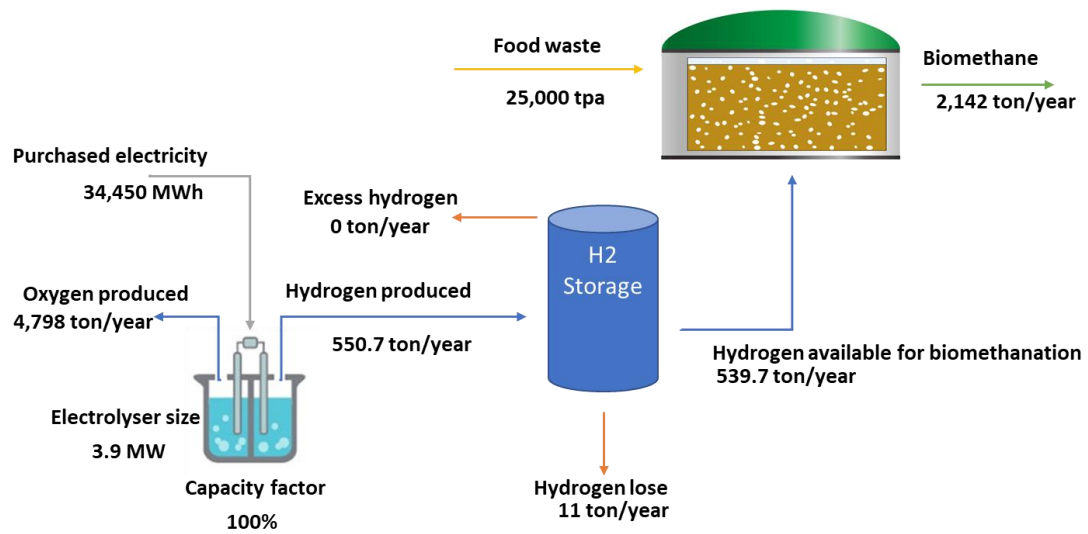 Food waste
25,000 tpa
Biomethane
2,142 ton/year
Purchased electricity
34,450 MWh
Excess hydrogen
0 ton/year
H2
Storage
Oxygen produced
4,798 ton/year
Hydrogen produced
550.7 ton/year
Hydrogen available for biomethanation
539.7 ton/year
Electrolyser size
3.9 MW
Capacity factor
100%
Hydrogen lose
11 ton/year